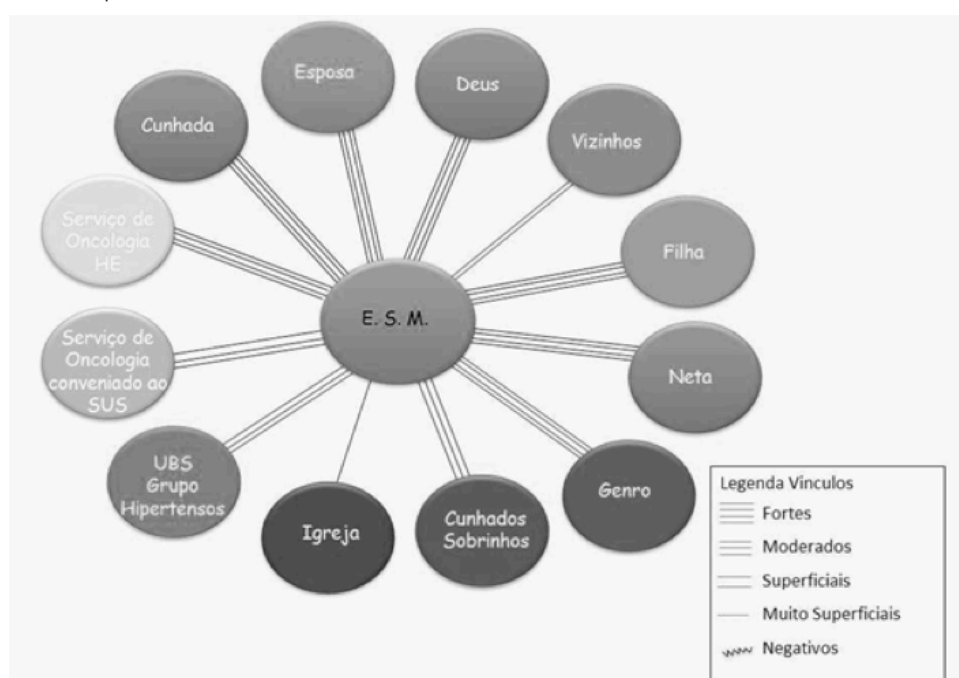 Esposa
Deus
Cunhada
Vizinhos
Serviço de
Oncologia
HE
Filha
E. S. M.
Serviço de
Oncologia
conveniado ao
SUS
Neta
UBS
Grupo
Hipertensos
Igreja
Cunhados
Sobrinhos
Genro
Legenda Vínculos
Fortes
Moderados
Superficiais
Muito Superficiais
Negativos